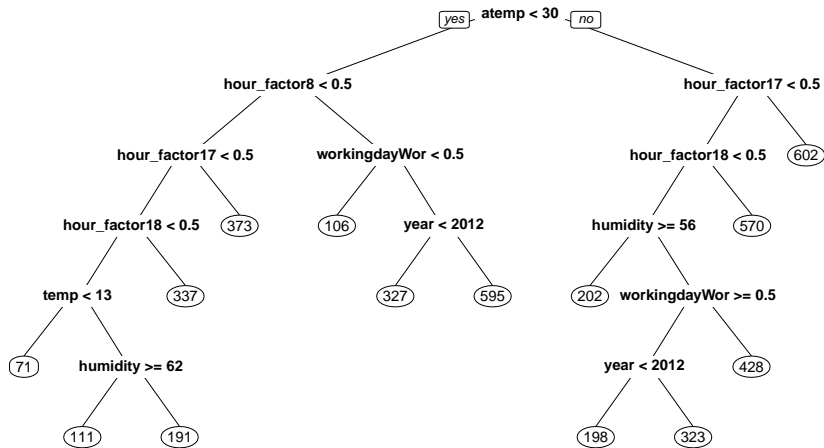 yes atemp < 30 no
hour_factor8 < 0.5 hour_factor17 < 0.5
hour_factor17 < 0.5 workingdayWor < 0.5 hour_factor18 < 0.5 602
hour_factor18 < 0.5 373 106 year < 2012 humidity >= 56 570
temp < 13 337 327 595 202 workingdayWor >= 0.5
71 humidity >= 62 year < 2012 428
111 191 198 323